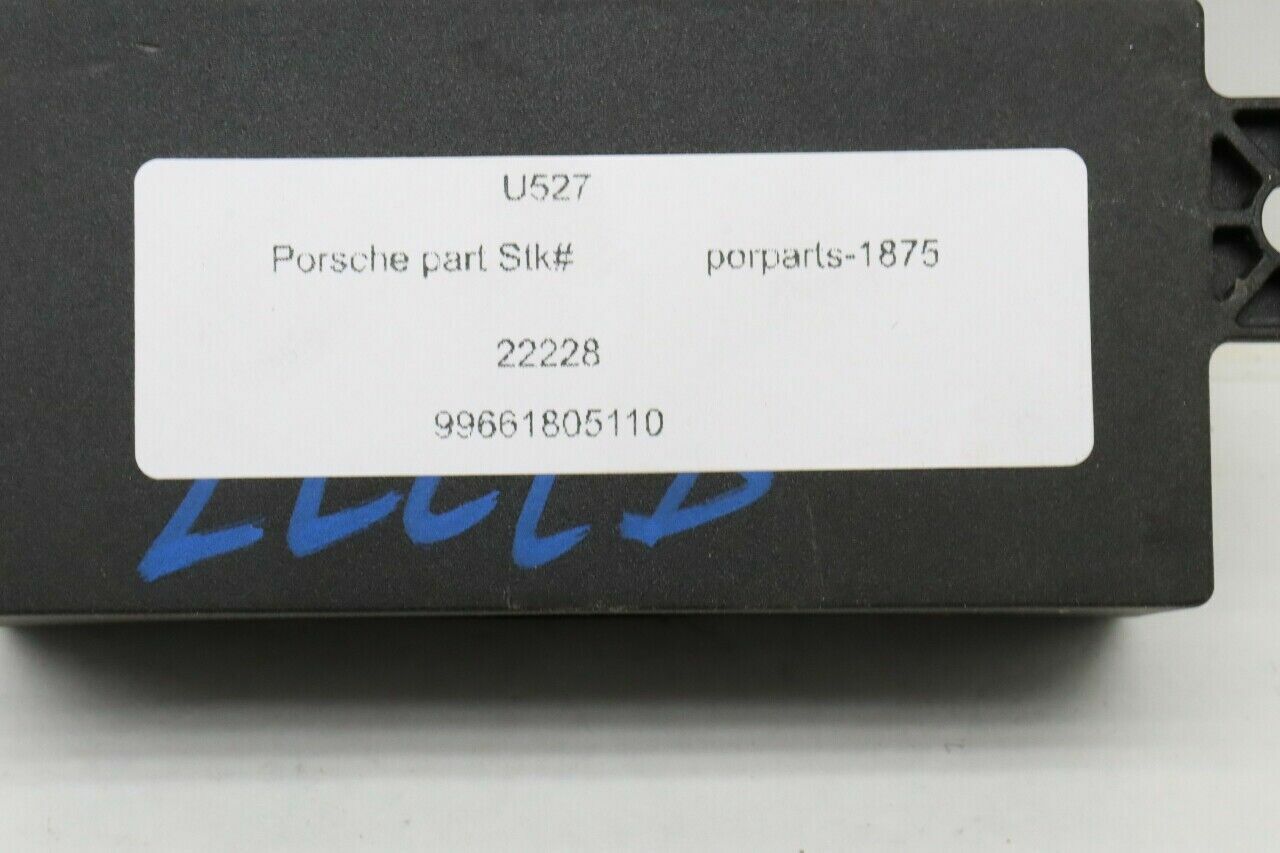 U527
Porsche part Stk# porparts-1875
22228
99661805110